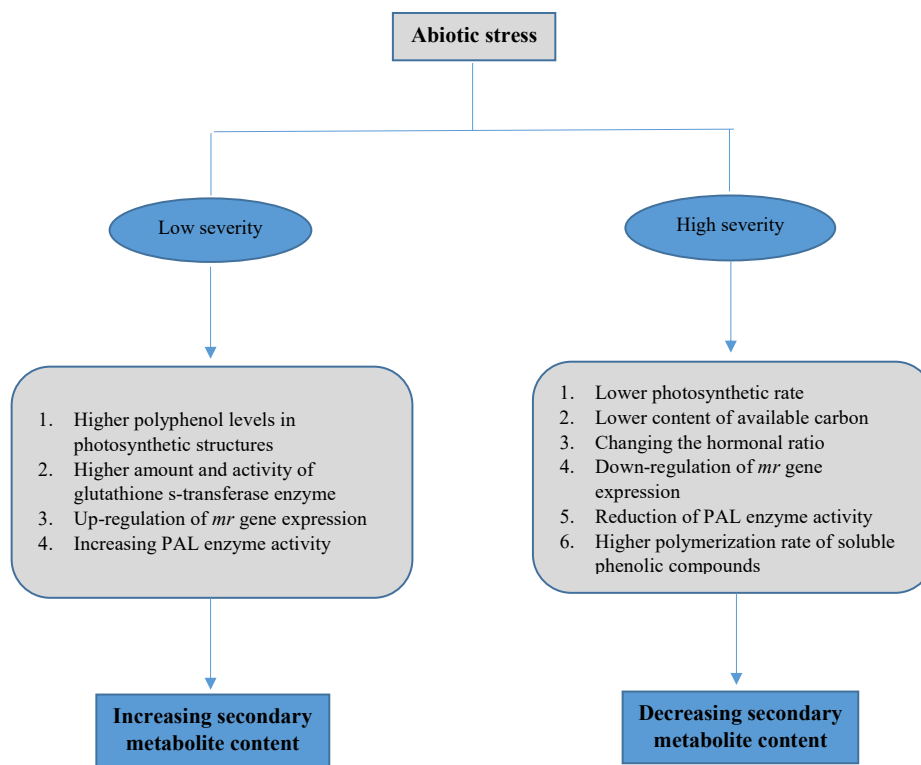 Abiotic stress
Low severity
High severity
1. Higher polyphenol levels in
photosynthetic structures
2. Higher amount and activity of
glutathione s-transferase enzyme
3. Up-regulation of mr gene expression
4. Increasing PAL enzyme activity
1. Lower photosynthetic rate
2. Lower content of available carbon
3. Changing the hormonal ratio
4. Down-regulation of mr gene
expression
5. Reduction of PAL enzyme activity
6. Higher polymerization rate of soluble
phenolic compounds
Increasing secondary
metabolite content
Decreasing secondary
metabolite content